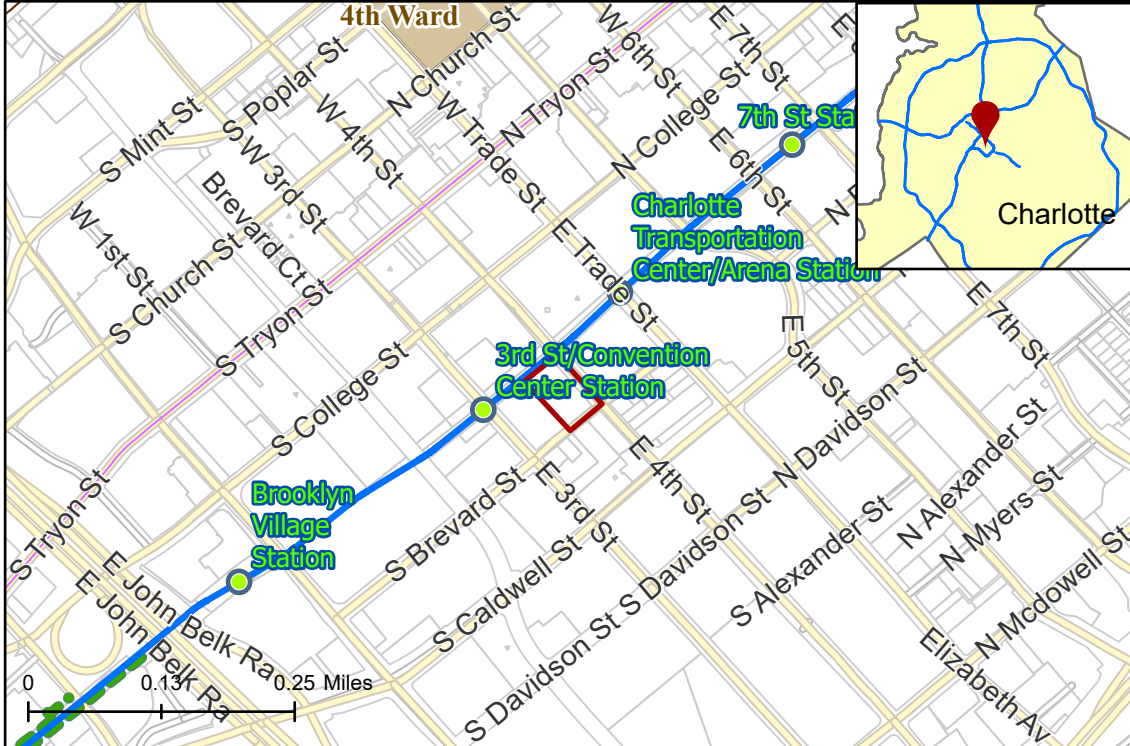 4th Ward
N Church St
W 6th St
E 7th St
E 6
S Poplar St
W 4th St
N Tryon St
N College St
7th St Sta
S Mint St
S W 3rd St
W Trade St
E 6th St
N E
Brevard Ct
Charlotte
Transportation
Center/Arena Station
Charlotte
W 1st St
S Church St
S Tryon St
E Trade St
E 5th St
E 7th St
S College St
3rd St/Convention
Center Station
N Davidson St
E 4th St
N Alexander St
S Tryon St
Brooklyn
Village
Station
S Brevard St
E 3rd St
S Davidson St
S Alexander St
N Myers St
E John Belk Ra
E John Belk Ra
S Caldwell St
S Davidson St
N Mcdowell St
Elizabeth Av
0 0.13 0.25 Miles